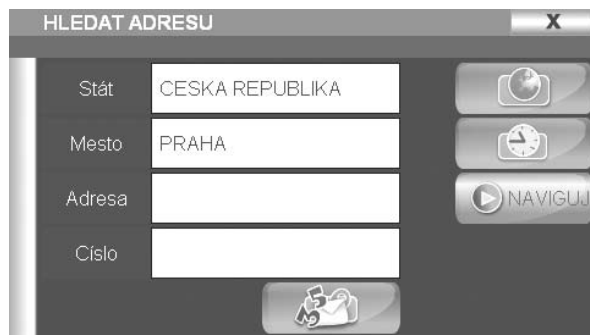 HLEDAT ADRESU X
Stát CESKA REPUBLIKA
Mesto PRAHA
Adresa NAVIGUJ
Císlo